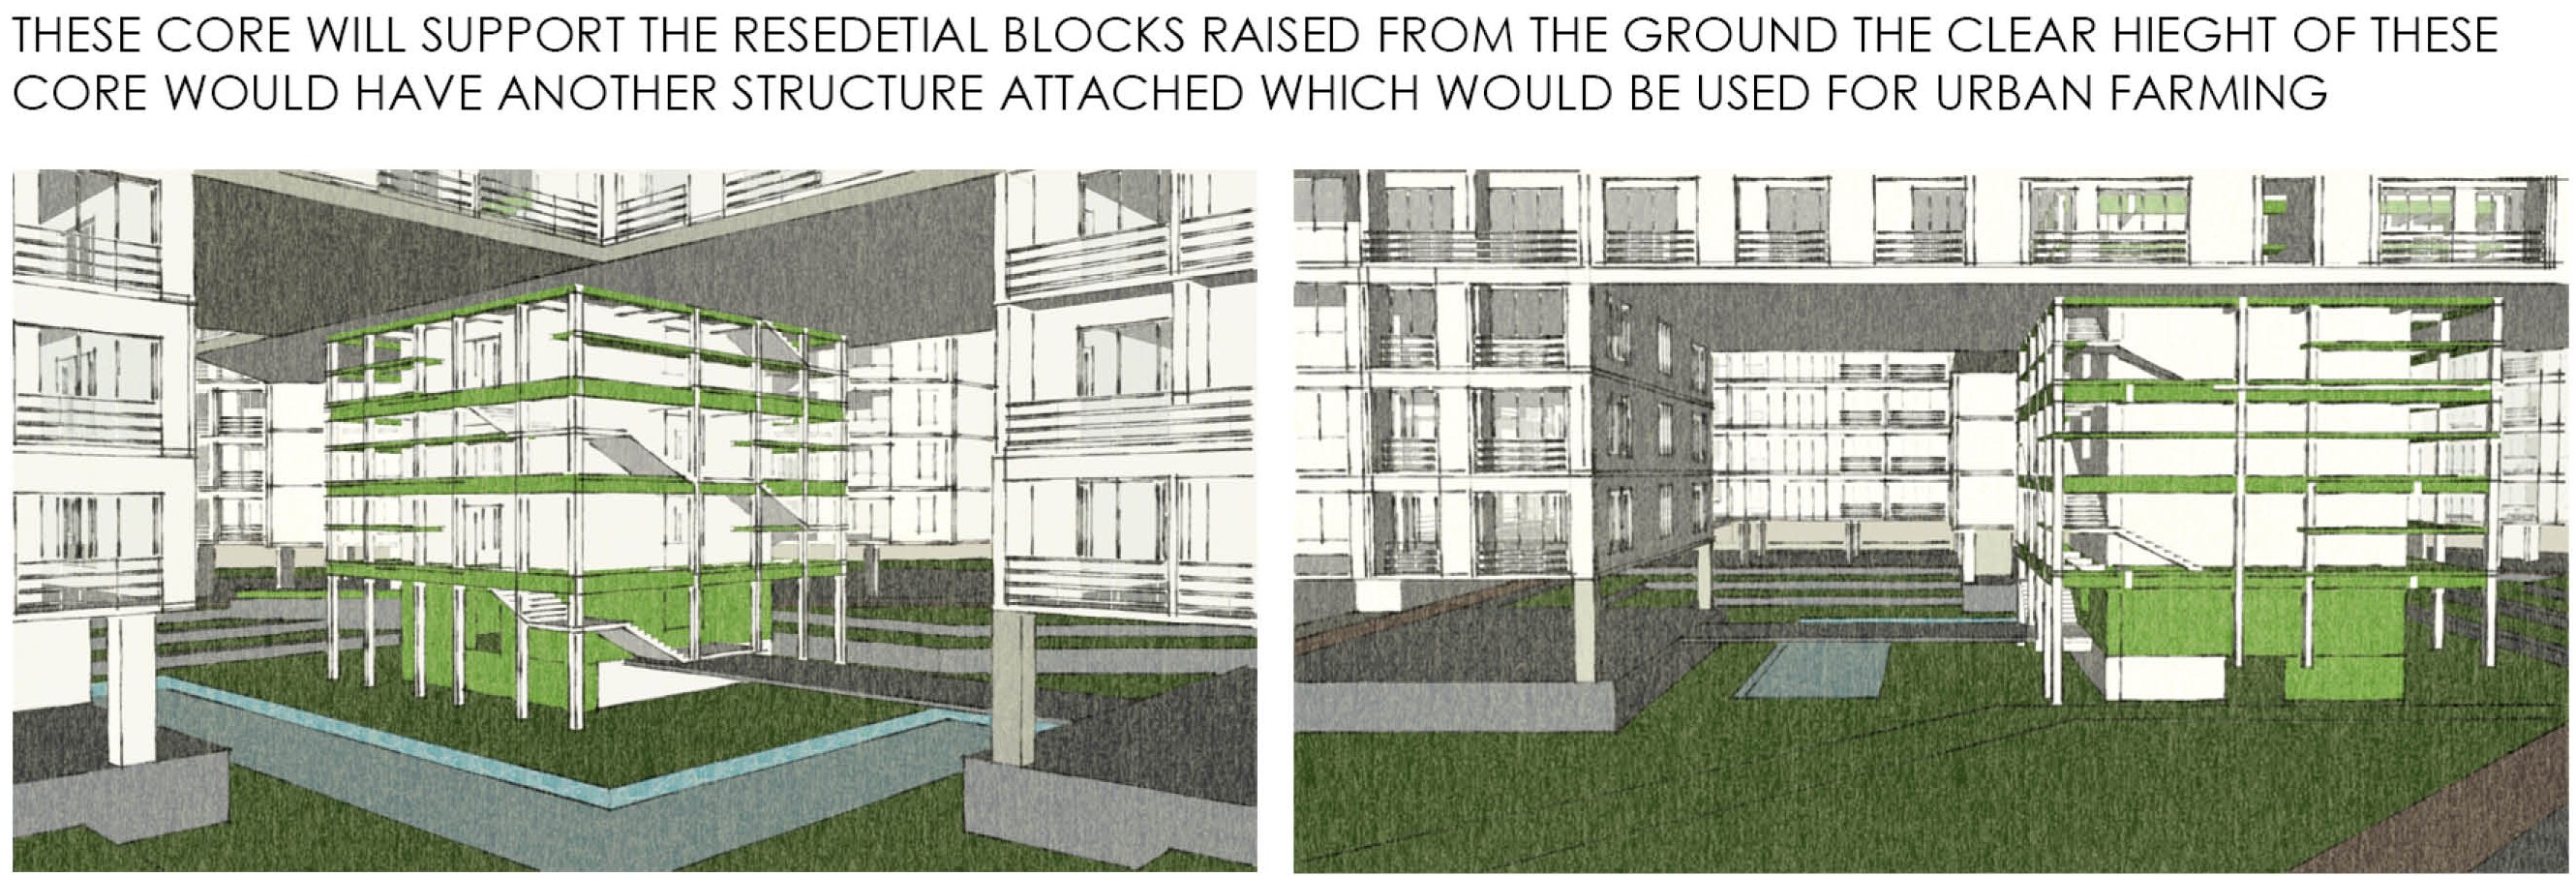 THESE CORE WILL SUPPORT THE RESEDETIAL BLOCKS RAISED FROM THE GROUND THE CLEAR HIEGHT OF THESE
CORE WOULD HAVE ANOTHER STRUCTURE ATTACHED WHICH WOULD BE USED FOR URBAN FARMING